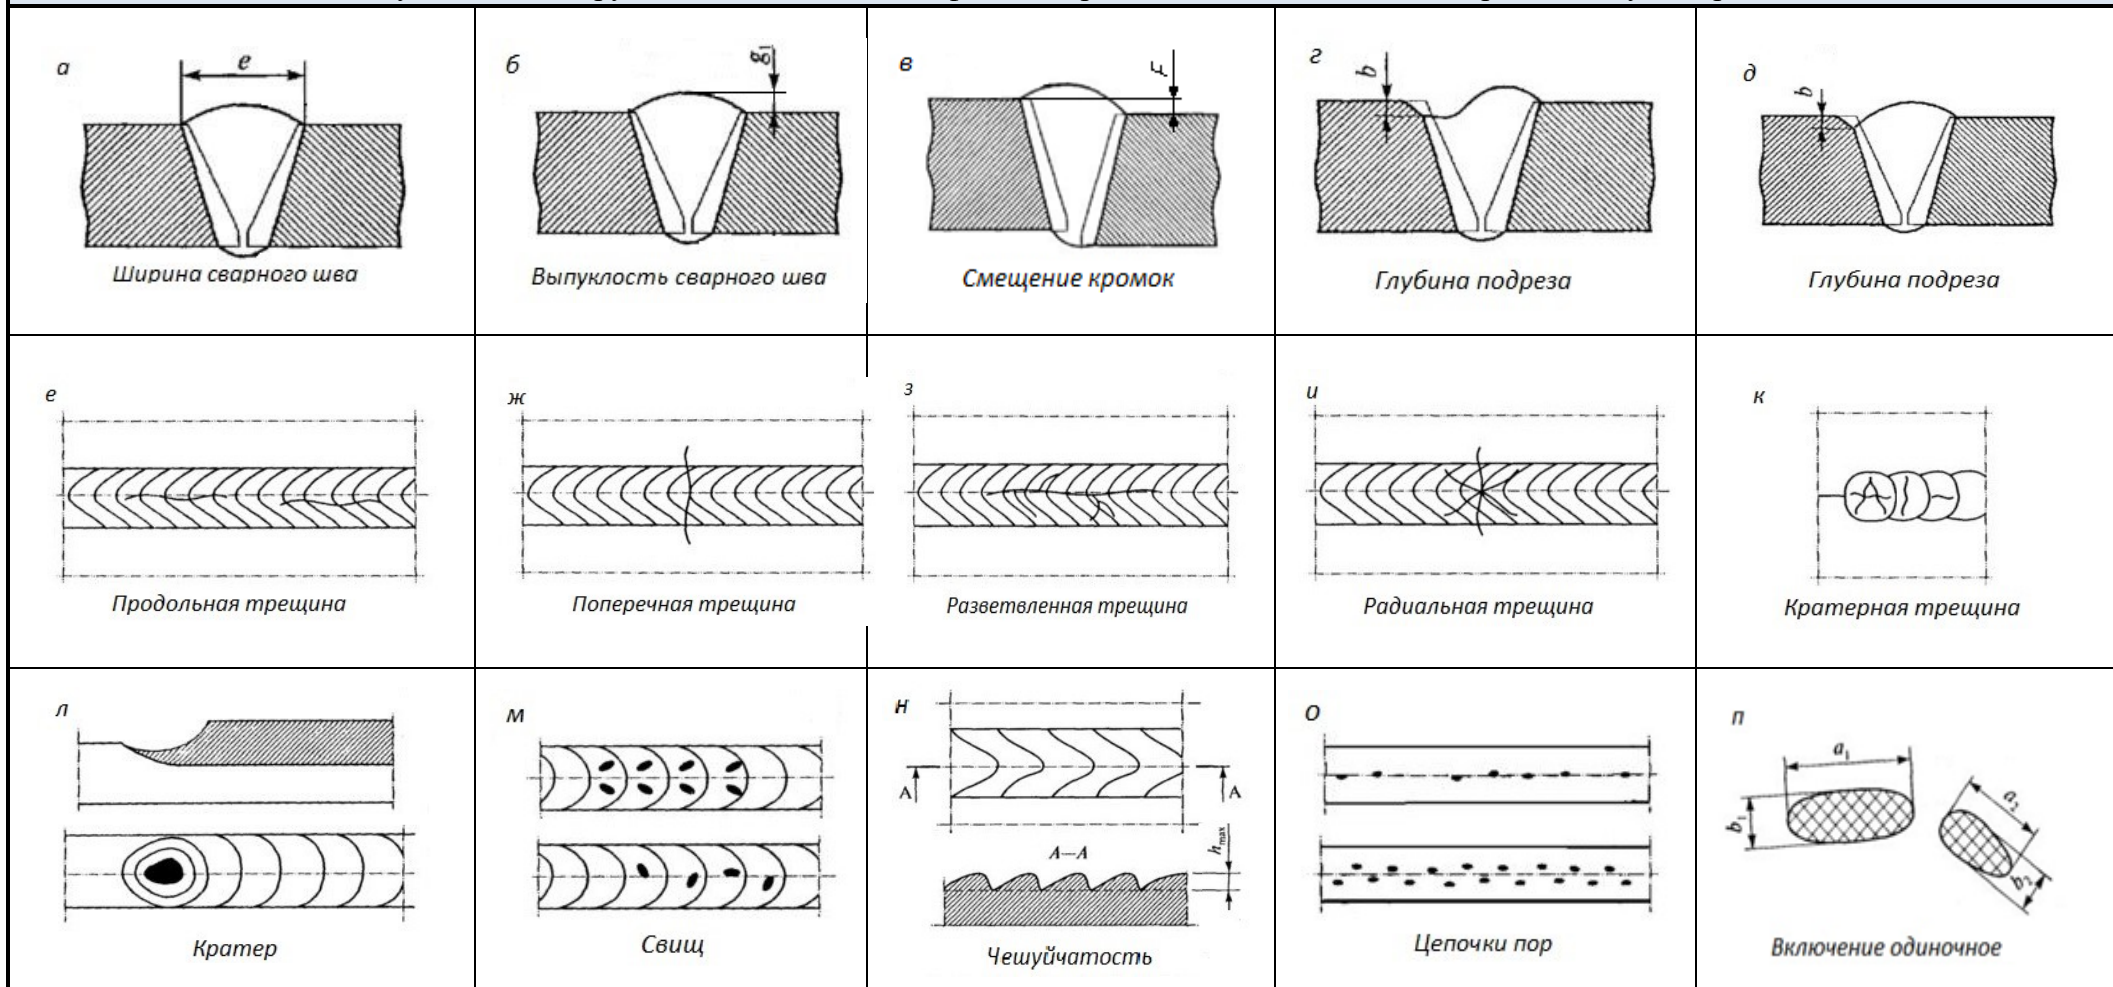 а
e
Ширина сварного шва
б
g₁
Выпуклость сварного шва
в
F
Смещение кромок
г
b
Глубина подреза
д
b
Глубина подреза
е
Продольная трещина
ж
Поперечная трещина
з
Разветвленная трещина
и
Радиальная трещина
к
Кратерная трещина
л
Кратер
м
Свищ
н
А А
А—А
hmax
Чешуйчатость
о
Цепочки пор
п
a₁
b₁
a₂
b₂
Включение одиночное